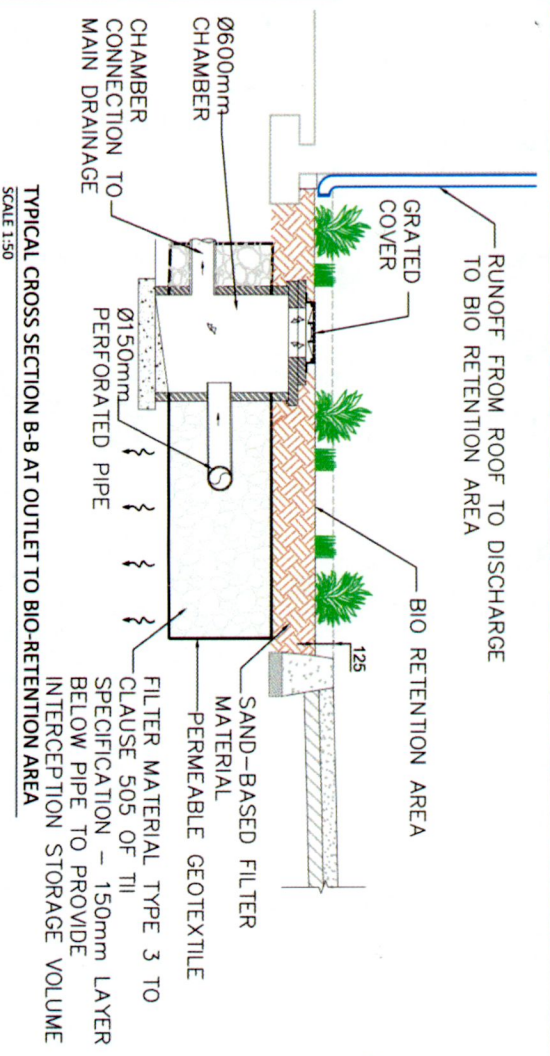 RUNOFF FROM ROOF TO DISCHARGE
TO BIO RETENTION AREA
GRATED
COVER
BIO RETENTION AREA
125
Ø600mm
CHAMBER
CHAMBER
CONNECTION TO
MAIN DRAINAGE
Ø150mm
PERFORATED PIPE
SAND-BASED FILTER
MATERIAL
PERMEABLE GEOTEXTILE
FILTER MATERIAL TYPE 3 TO
CLAUSE 505 OF TII
SPECIFICATION – 150mm LAYER
BELOW PIPE TO PROVIDE
INTERCEPTION STORAGE VOLUME
TYPICAL CROSS SECTION B-B AT OUTLET TO BIO-RETENTION AREA
SCALE 1:50